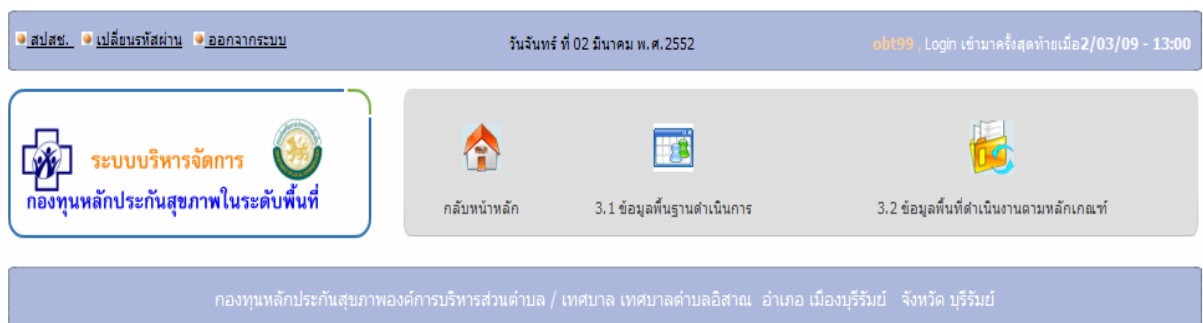 สปสช. เปลี่ยนรหัสผ่าน ออกจากระบบ
วันจันทร์ ที่ 02 มีนาคม พ.ศ.2552
obt99 , Login เข้ามาครั้งสุดท้ายเมื่อ2/03/09 - 13:00
ระบบบริหารจัดการ
กองทุนหลักประกันสุขภาพในระดับพื้นที่
กลับหน้าหลัก
3.1 ข้อมูลพื้นฐานดำเนินการ
3.2 ข้อมูลพื้นที่ดำเนินงานตามหลักเกณฑ์
กองทุนหลักประกันสุขภาพองค์การบริหารส่วนตำบล / เทศบาล เทศบาลตำบลอิสาณ อำเภอ เมืองบุรีรัมย์ จังหวัด บุรีรัมย์